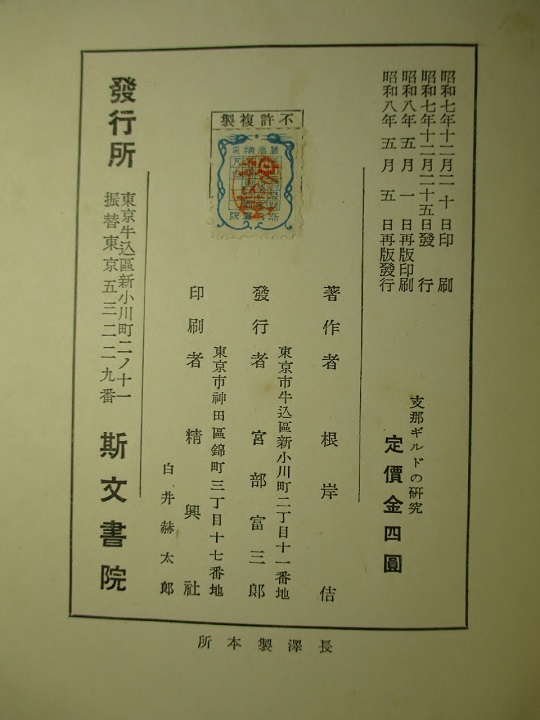 昭和七年十二月二十日印刷
昭和七年十二月二十五日發行
昭和八年五月一日再版印刷
昭和八年五月五日再版發行
支那ギルドの研究
定價金四圓
不許複製
著作者 根岸佶
東京市牛込區新小川町二丁目十一番地
發行者 宮部富三郎
東京市神田區錦町三丁目十七番地
印刷者 精興社
白井赫太郎
發行所
東京牛込區新小川町二ノ十一
振替東京五三二二九番
斯文書院
長澤製本所